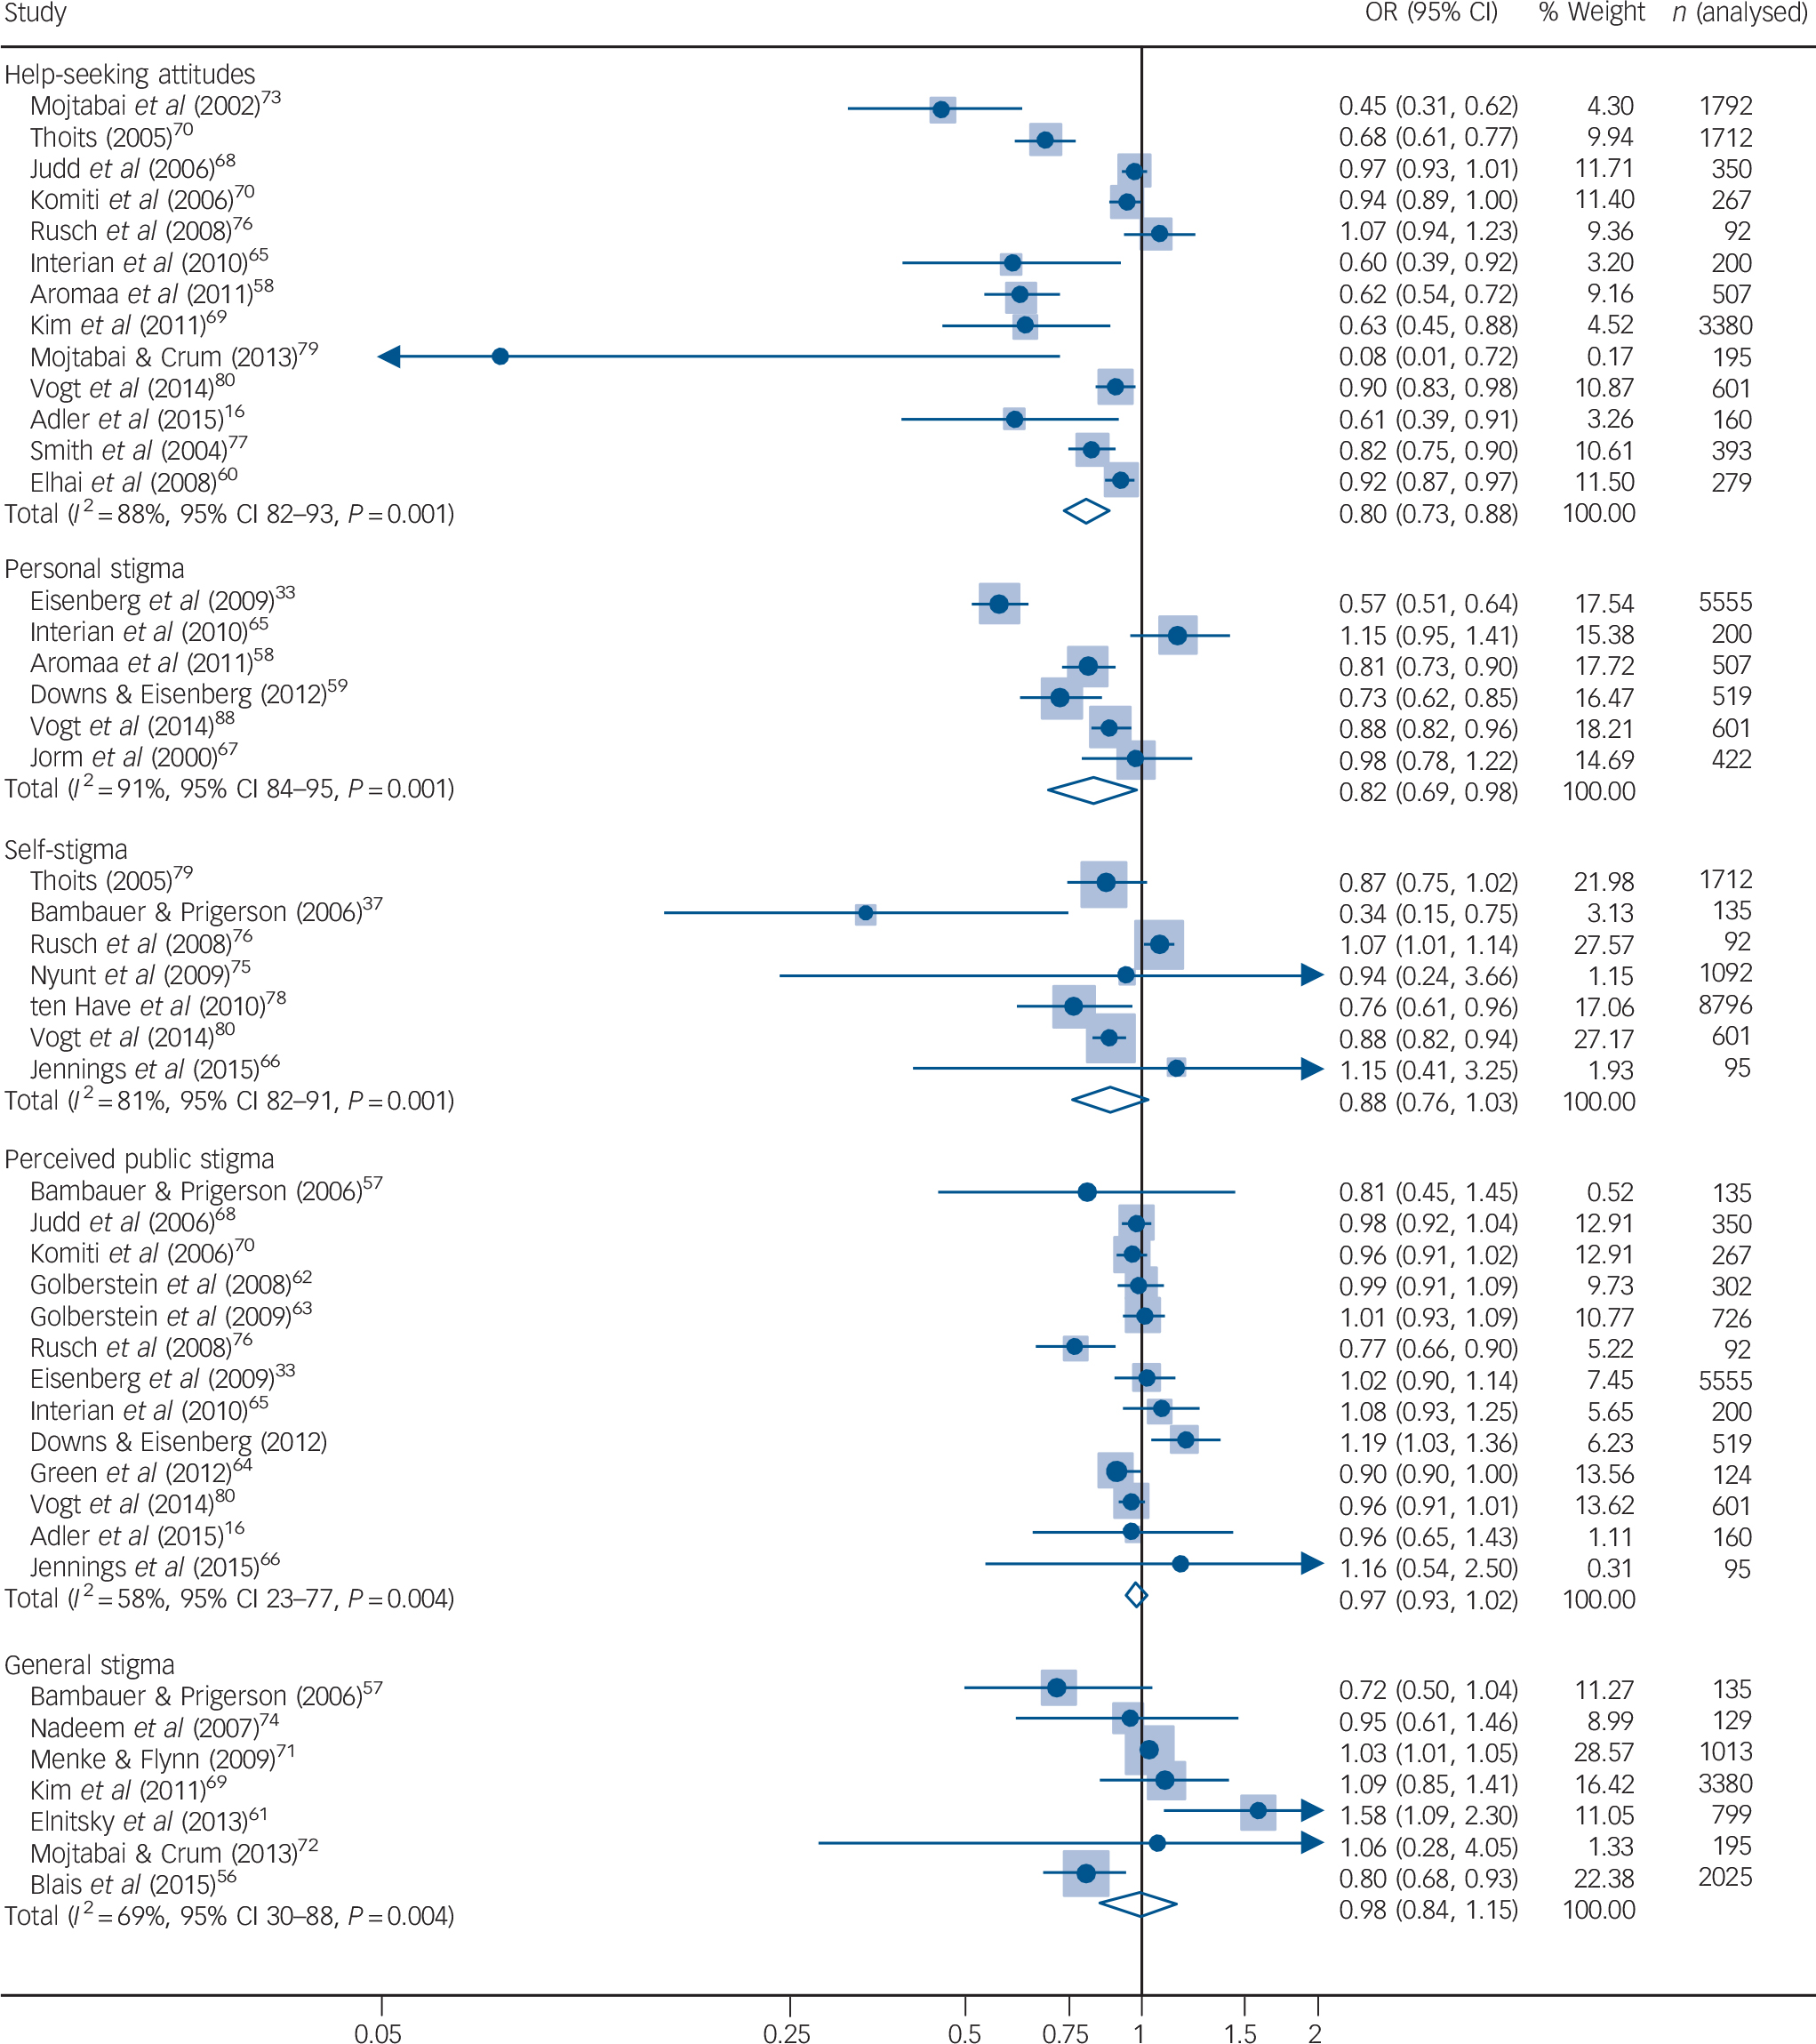 Study OR (95% CI) % Weight n (analysed)
Help-seeking attitudes
Mojtabai et al (2002)73 0.45 (0.31, 0.62) 4.30 1792
Thoits (2005)70 0.68 (0.61, 0.77) 9.94 1712
Judd et al (2006)68 0.97 (0.93, 1.01) 11.71 350
Komiti et al (2006)70 0.94 (0.89, 1.00) 11.40 267
Rusch et al (2008)76 1.07 (0.94, 1.23) 9.36 92
Interian et al (2010)65 0.60 (0.39, 0.92) 3.20 200
Aromaa et al (2011)58 0.62 (0.54, 0.72) 9.16 507
Kim et al (2011)69 0.63 (0.45, 0.88) 4.52 3380
Mojtabai & Crum (2013)79 0.08 (0.01, 0.72) 0.17 195
Vogt et al (2014)80 0.90 (0.83, 0.98) 10.87 601
Adler et al (2015)16 0.61 (0.39, 0.91) 3.26 160
Smith et al (2004)77 0.82 (0.75, 0.90) 10.61 393
Elhai et al (2008)60 0.92 (0.87, 0.97) 11.50 279
Total (I2 = 88%, 95% CI 82–93, P = 0.001) 0.80 (0.73, 0.88) 100.00
Personal stigma
Eisenberg et al (2009)33 0.57 (0.51, 0.64) 17.54 5555
Interian et al (2010)65 1.15 (0.95, 1.41) 15.38 200
Aromaa et al (2011)58 0.81 (0.73, 0.90) 17.72 507
Downs & Eisenberg (2012)59 0.73 (0.62, 0.85) 16.47 519
Vogt et al (2014)88 0.88 (0.82, 0.96) 18.21 601
Jorm et al (2000)67 0.98 (0.78, 1.22) 14.69 422
Total (I2 = 91%, 95% CI 84–95, P = 0.001) 0.82 (0.69, 0.98) 100.00
Self-stigma
Thoits (2005)79 0.87 (0.75, 1.02) 21.98 1712
Bambauer & Prigerson (2006)37 0.34 (0.15, 0.75) 3.13 135
Rusch et al (2008)76 1.07 (1.01, 1.14) 27.57 92
Nyunt et al (2009)75 0.94 (0.24, 3.66) 1.15 1092
ten Have et al (2010)78 0.76 (0.61, 0.96) 17.06 8796
Vogt et al (2014)80 0.88 (0.82, 0.94) 27.17 601
Jennings et al (2015)66 1.15 (0.41, 3.25) 1.93 95
Total (I2 = 81%, 95% CI 82–91, P = 0.001) 0.88 (0.76, 1.03) 100.00
Perceived public stigma
Bambauer & Prigerson (2006)57 0.81 (0.45, 1.45) 0.52 135
Judd et al (2006)68 0.98 (0.92, 1.04) 12.91 350
Komiti et al (2006)70 0.96 (0.91, 1.02) 12.91 267
Golberstein et al (2008)62 0.99 (0.91, 1.09) 9.73 302
Golberstein et al (2009)63 1.01 (0.93, 1.09) 10.77 726
Rusch et al (2008)76 0.77 (0.66, 0.90) 5.22 92
Eisenberg et al (2009)33 1.02 (0.90, 1.14) 7.45 5555
Interian et al (2010)65 1.08 (0.93, 1.25) 5.65 200
Downs & Eisenberg (2012) 1.19 (1.03, 1.36) 6.23 519
Green et al (2012)64 0.90 (0.90, 1.00) 13.56 124
Vogt et al (2014)80 0.96 (0.91, 1.01) 13.62 601
Adler et al (2015)16 0.96 (0.65, 1.43) 1.11 160
Jennings et al (2015)66 1.16 (0.54, 2.50) 0.31 95
Total (I2 = 58%, 95% CI 23–77, P = 0.004) 0.97 (0.93, 1.02) 100.00
General stigma
Bambauer & Prigerson (2006)57 0.72 (0.50, 1.04) 11.27 135
Nadeem et al (2007)74 0.95 (0.61, 1.46) 8.99 129
Menke & Flynn (2009)71 1.03 (1.01, 1.05) 28.57 1013
Kim et al (2011)69 1.09 (0.85, 1.41) 16.42 3380
Elnitsky et al (2013)61 1.58 (1.09, 2.30) 11.05 799
Mojtabai & Crum (2013)72 1.06 (0.28, 4.05) 1.33 195
Blais et al (2015)56 0.80 (0.68, 0.93) 22.38 2025
Total (I2 = 69%, 95% CI 30–88, P = 0.004) 0.98 (0.84, 1.15) 100.00
0.05 0.25 0.5 0.75 1 1.5 2